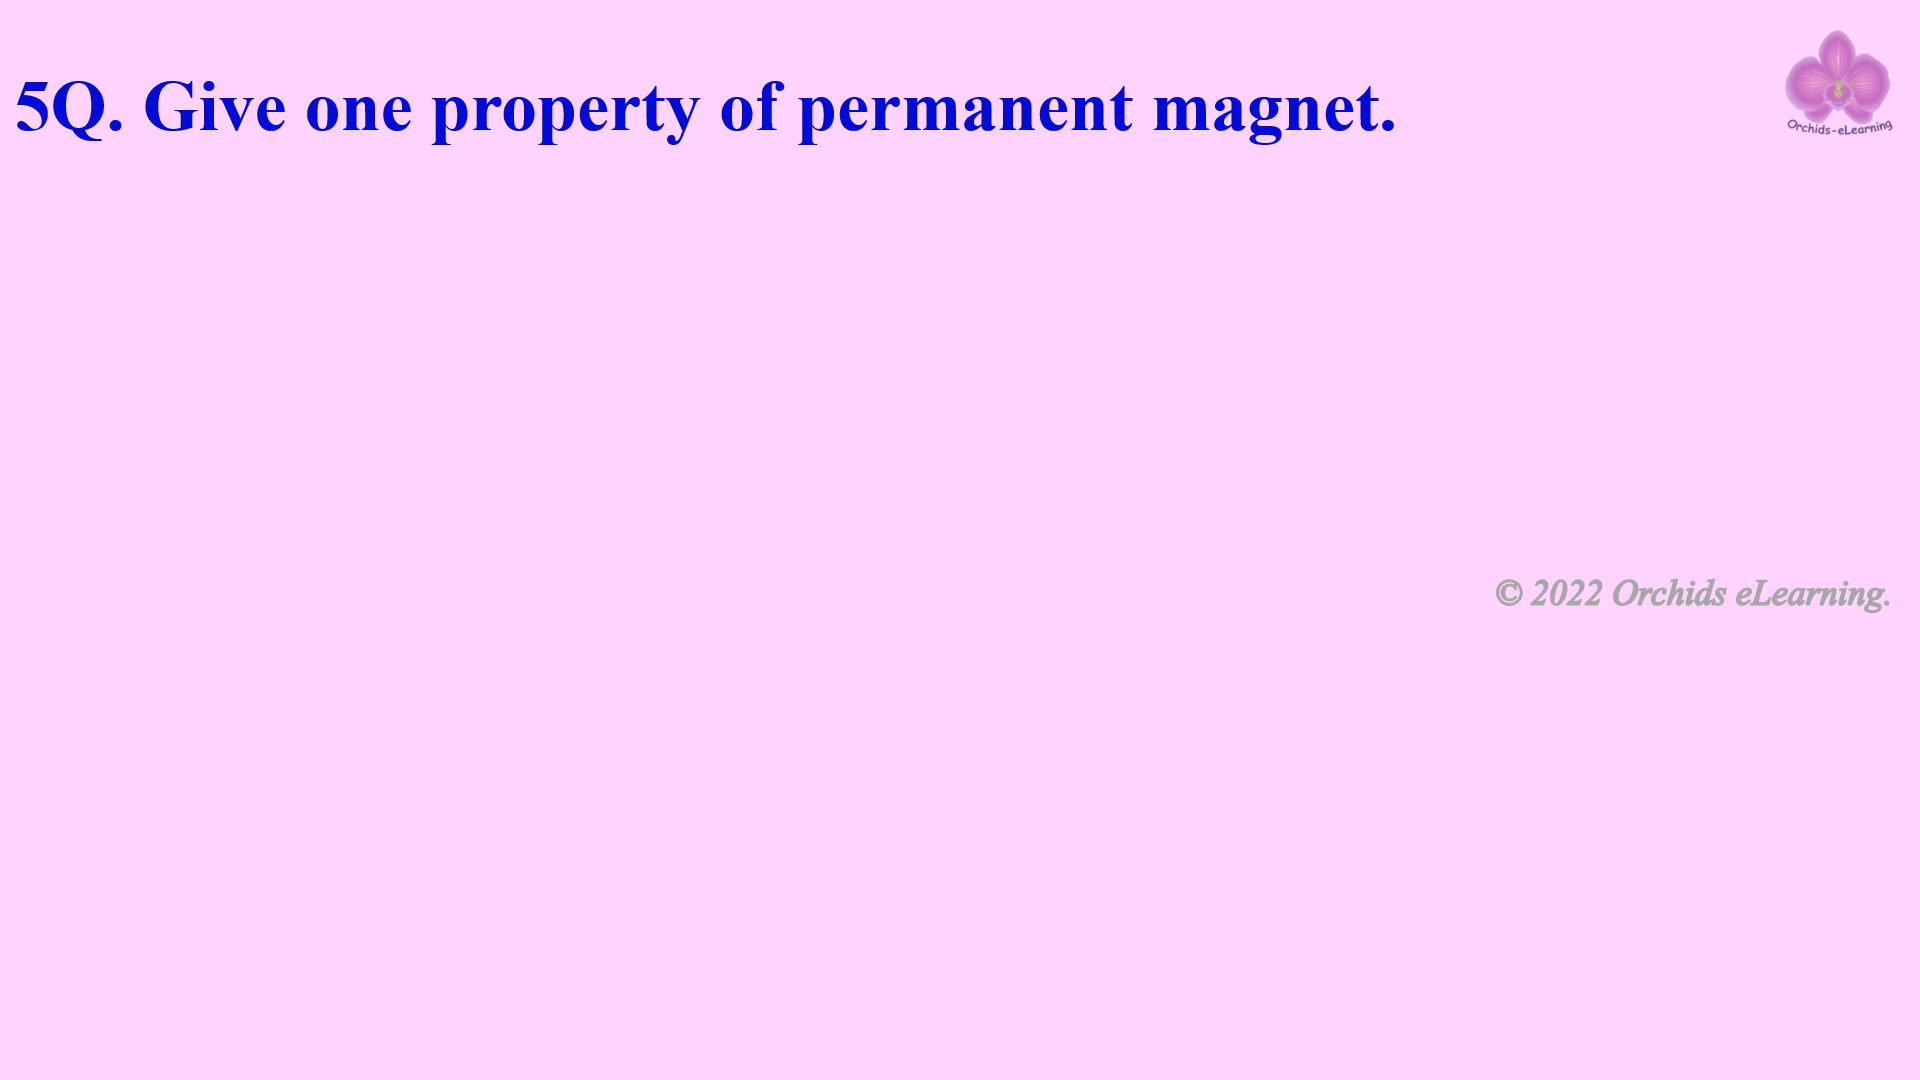 5Q. Give one property of permanent magnet.
Orchids-eLearning
© 2022 Orchids eLearning.